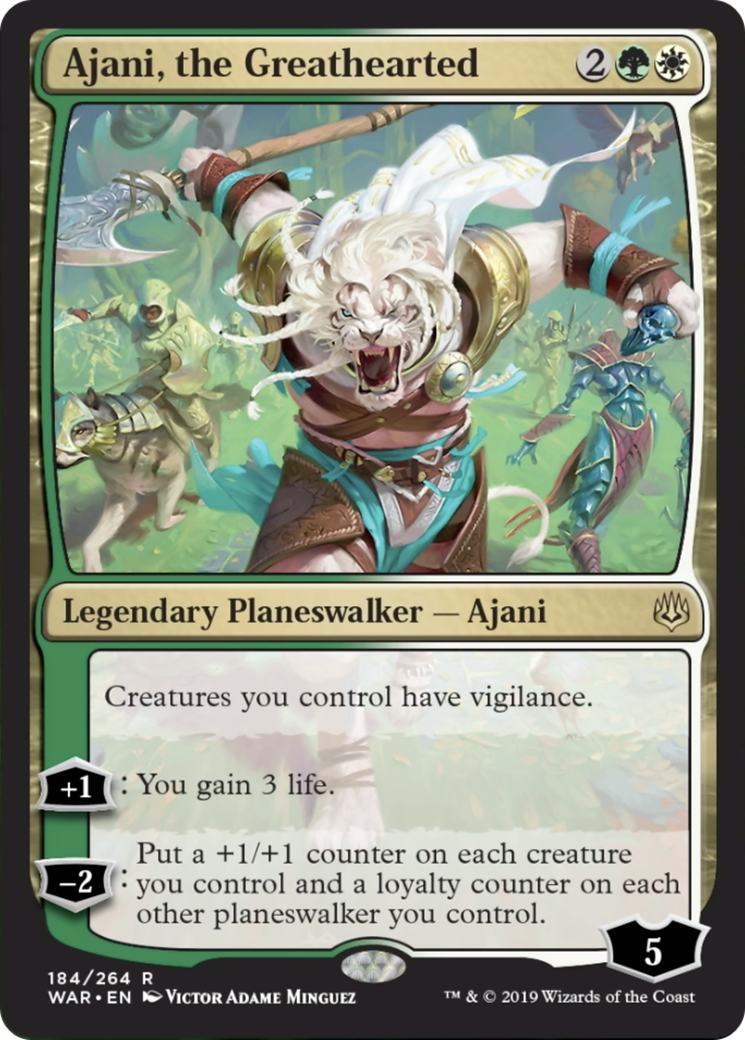 Ajani, the Greathearted 2
Legendary Planeswalker — Ajani
Creatures you control have vigilance.
+1: You gain 3 life.
−2: Put a +1/+1 counter on each creature
you control and a loyalty counter on each
other planeswalker you control.
5
184/264 R
WAR • EN Victor Adame Minguez
™ & © 2019 Wizards of the Coast